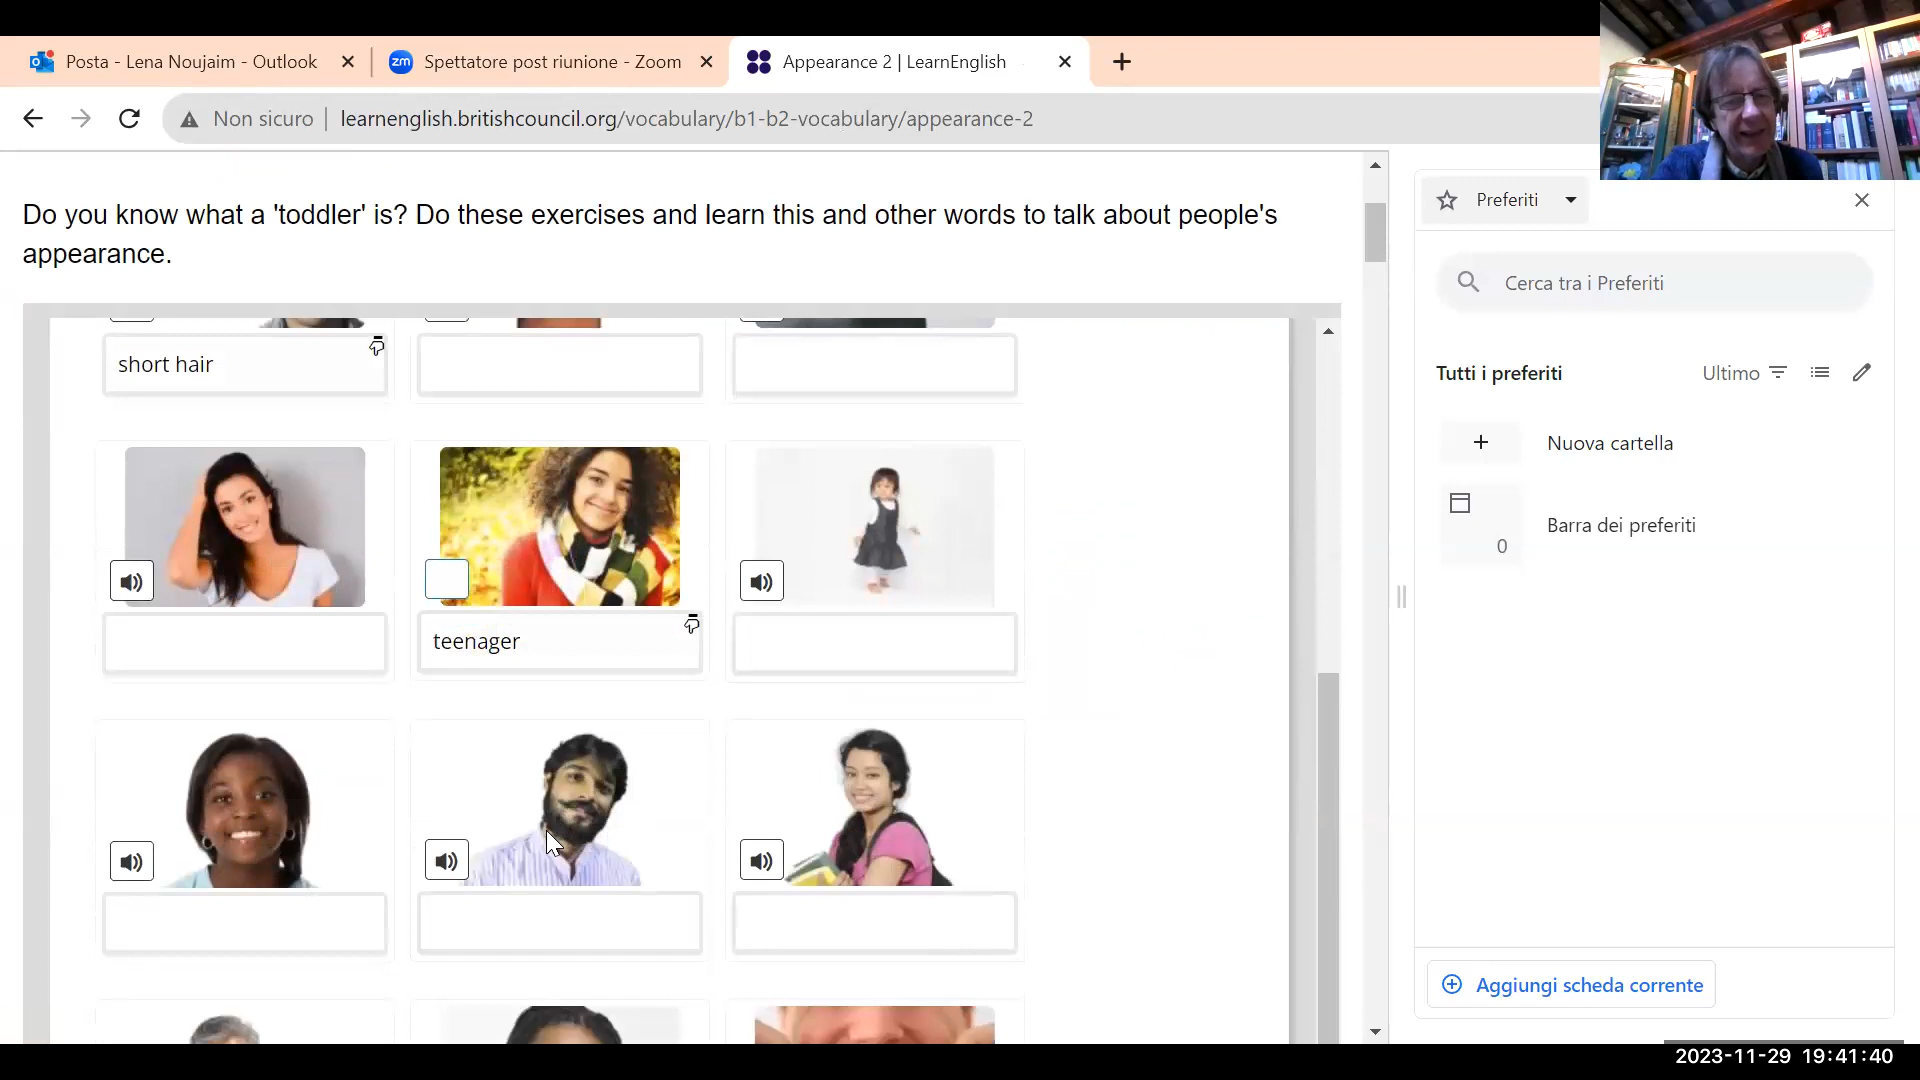 Posta - Lena Noujaim - Outlook
Spettatore post riunione - Zoom
Appearance 2 | LearnEnglish
Non sicuro
learnenglish.britishcouncil.org/vocabulary/b1-b2-vocabulary/appearance-2
Do you know what a 'toddler' is? Do these exercises and learn this and other words to talk about people's
appearance.
short hair
teenager
Preferiti
Cerca tra i Preferiti
Tutti i preferiti
Ultimo
Nuova cartella
Barra dei preferiti
0
Aggiungi scheda corrente
2023-11-29 19:41:40